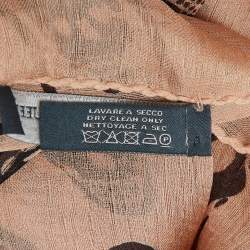 LAVARE A SECCO
DRY CLEAN ONLY
NETTOYAGE A SEC